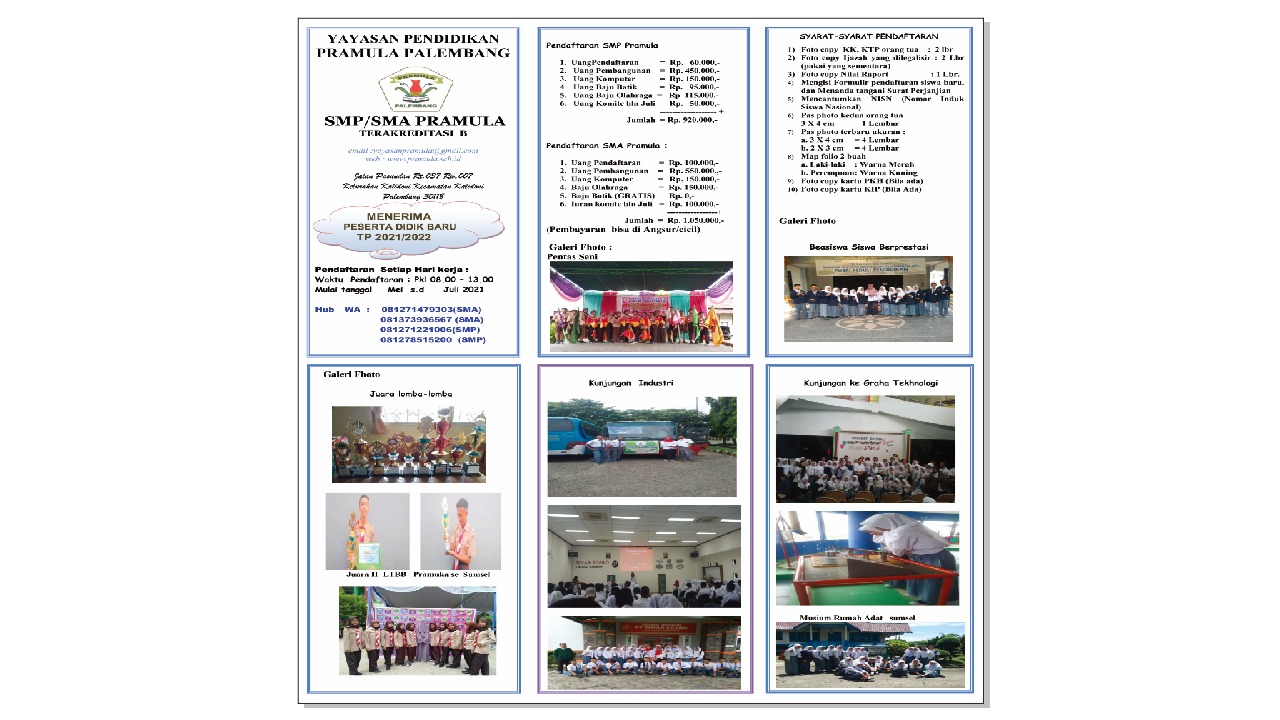 YAYASAN PENDIDIKAN
PRAMULA PALEMBANG
PRAMULA
PALEMBANG
SMP/SMA PRAMULA
TERAKREDITASI B
email syayasanpramula@gmail.com
web : www.pramula.sch.id
Jalan Pasundan Rt.057 Rw.007
Kelurahan Kalidoni Kecamatan Kalidoni
Palembang 30118
MENERIMA
PESERTA DIDIK BARU
TP 2021/2022
Pendaftaran Setiap Hari kerja :
Waktu Pendaftaran : Pkl 08.00 – 13.00
Mulai tanggal Mei s.d Juli 2021
Hub WA : 081271479303(SMA)
081373936567 (SMA)
081271221006(SMP)
081278515200 (SMP)
Pendaftaran SMP Pramula
1. UangPendaftaran = Rp. 60.000,-
2. Uang Pembangunan = Rp. 450.000,-
3. Uang Komputer = Rp. 150.000,-
4. Uang Baju Batik = Rp. 95.000,-
5. Uang Baju Olahraga = Rp. 115.000,-
6. Uang Komite bln Juli Rp. 50.000,-
---------------- +
Jumlah = Rp. 920.000,-
Pendaftaran SMA Pramula :
1. Uang Pendaftaran = Rp. 100.000,-
2. Uang Pembangunan = Rp. 550.000,-
3. Uang Komputer = Rp. 150.000,-
4. Baju Olahraga = Rp. 150.000,-
5. Baju Batik (GRATIS) Rp. 0,-
6. Iuran komite bln Juli = Rp. 100.000,-
----------------+
Jumlah = Rp. 1.050.000,-
(Pembayaran bisa di Angsur/cicil)
Galeri Fhoto :
Pentas Seni
SYARAT-SYARAT PENDAFTARAN
1) Foto copy KK, KTP orang tua : 2 lbr
2) Foto copy Ijazah yang dilegalisir : 2 Lbr
(pakai yang sementara)
3) Foto copy Nilai Raport : 1 Lbr.
4) Mengisi Formulir pendaftaran siswa baru,
dan Menanda tangani Surat Perjanjian
5) Mencantumkan NISN (Nomor Induk
Siswa Nasional)
6) Pas photo kedua orang tua
3 X 4 cm 1 Lembar
7) Pas photo terbaru ukuran :
a. 3 X 4 cm = 4 Lembar
b. 2 X 3 cm = 4 Lembar
8) Map folio 2 buah
a. Laki-laki : Warna Merah
b. Perempuan: Warna Kuning
9) Foto copy kartu PKH (Bila ada)
10) Foto copy kartu KIP (Bila Ada)
Galeri Fhoto
Beasiswa Siswa Berprestasi
Galeri Fhoto
Juara lomba-lomba
Juara II LTBB Pramuka se Sumsel
Kunjungan Industri
Kunjungan ke Graha Tekhnologi
Musium Rumah Adat sumsel